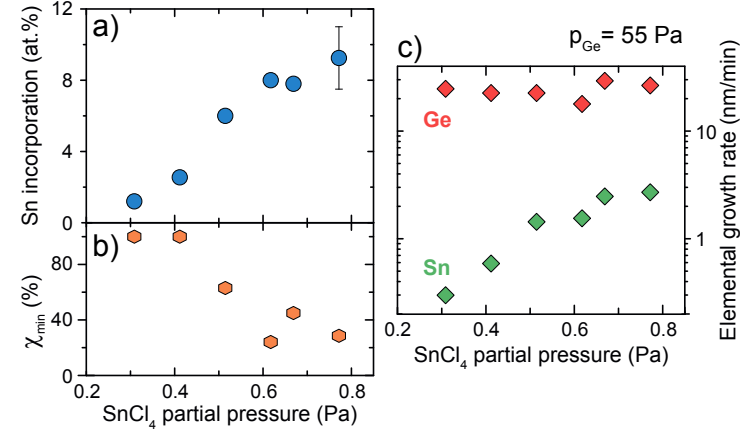 a)
Sn incorporation (at.%)
12
8
4
0
b)
χmin (%)
80
40
0
0.2 0.4 0.6 0.8
SnCl4 partial pressure (Pa)
c)
pGe= 55 Pa
Ge
Sn
10
1
Elemental growth rate (nm/min)
0.2 0.4 0.6 0.8
SnCl4 partial pressure (Pa)